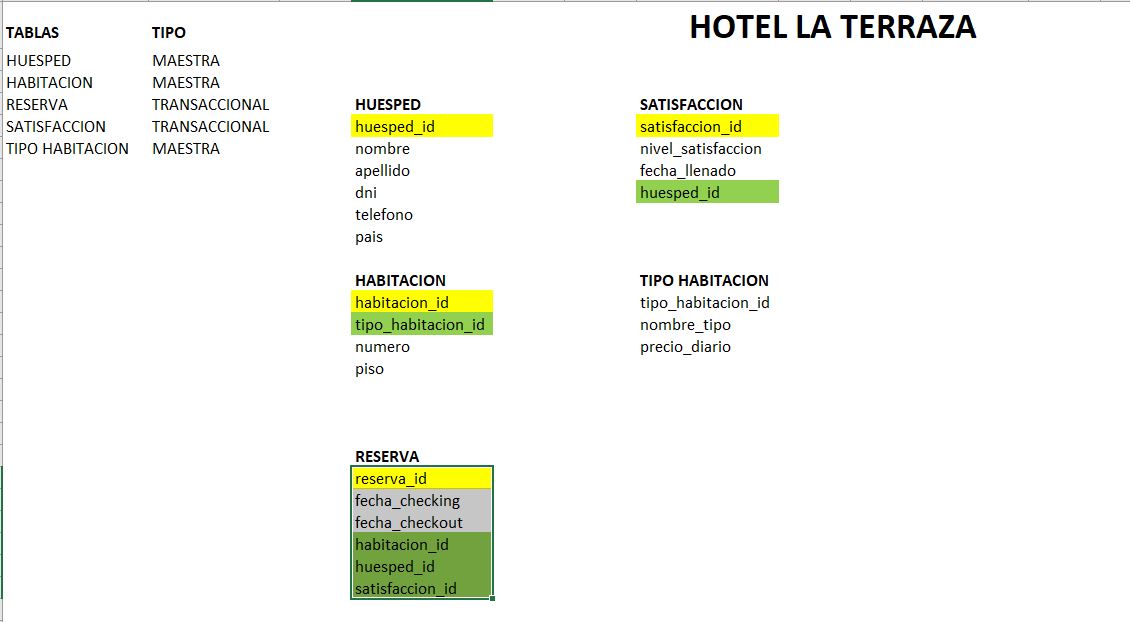 HOTEL LA TERRAZA
TABLAS TIPO
HUESPED MAESTRA
HABITACION MAESTRA
RESERVA TRANSACCIONAL
SATISFACCION TRANSACCIONAL
TIPO HABITACION MAESTRA
HUESPED
huesped_id
nombre
apellido
dni
telefono
pais
SATISFACCION
satisfaccion_id
nivel_satisfaccion
fecha_llenado
huesped_id
HABITACION
habitacion_id
tipo_habitacion_id
numero
piso
TIPO HABITACION
tipo_habitacion_id
nombre_tipo
precio_diario
RESERVA
reserva_id
fecha_checking
fecha_checkout
habitacion_id
huesped_id
satisfaccion_id